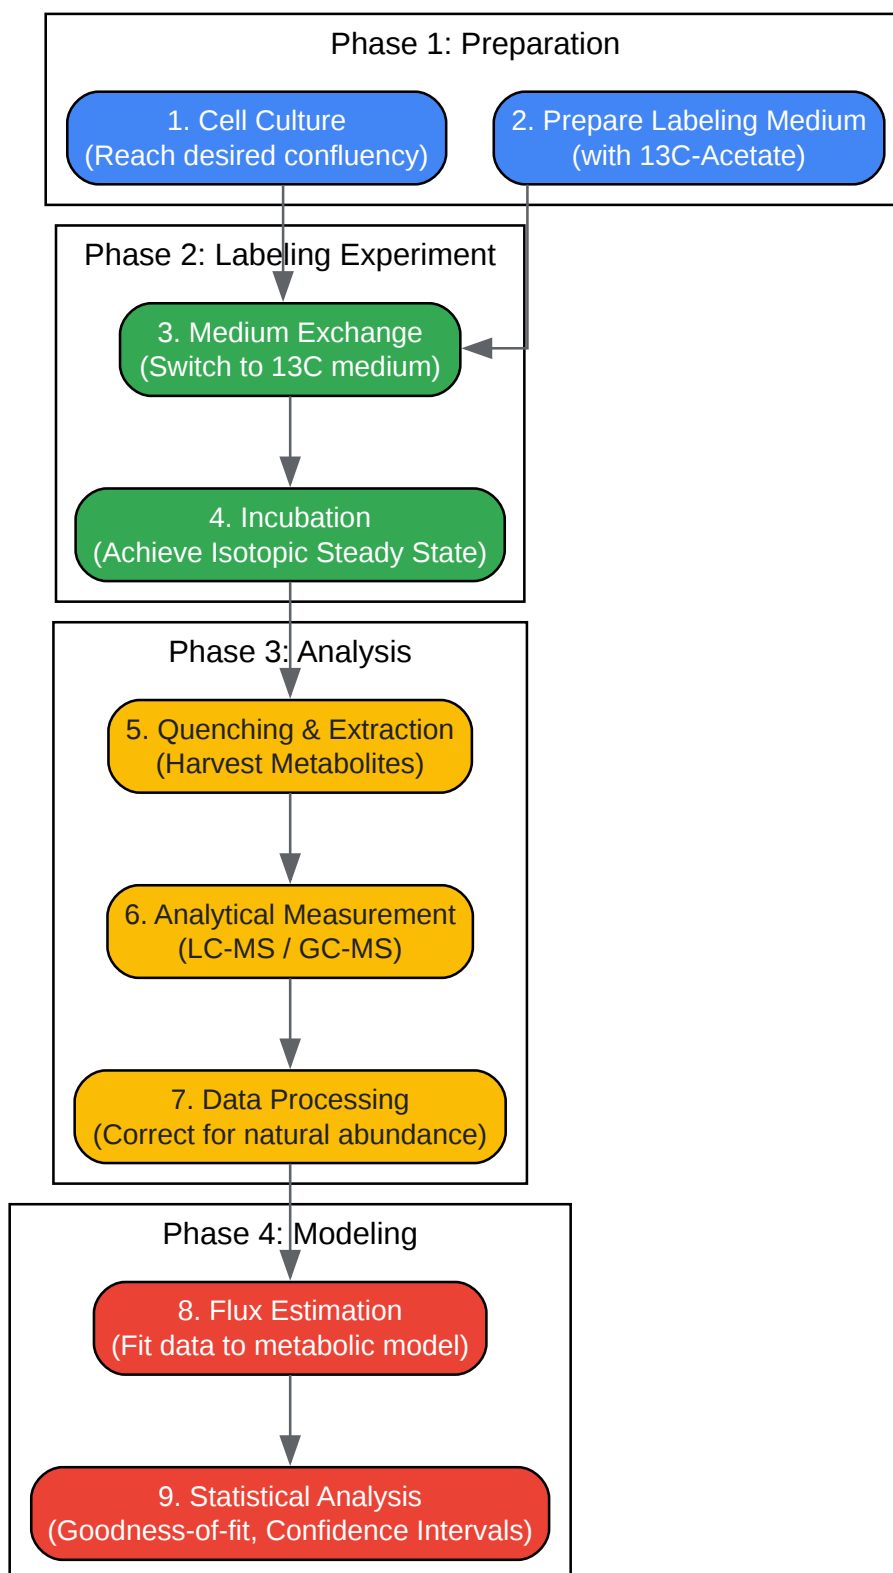 Phase 1: Preparation
1. Cell Culture
(Reach desired confluency)
2. Prepare Labeling Medium
(with 13C-Acetate)
Phase 2: Labeling Experiment
3. Medium Exchange
(Switch to 13C medium)
4. Incubation
(Achieve Isotopic Steady State)
Phase 3: Analysis
5. Quenching & Extraction
(Harvest Metabolites)
6. Analytical Measurement
(LC-MS / GC-MS)
7. Data Processing
(Correct for natural abundance)
Phase 4: Modeling
8. Flux Estimation
(Fit data to metabolic model)
9. Statistical Analysis
(Goodness-of-fit, Confidence Intervals)